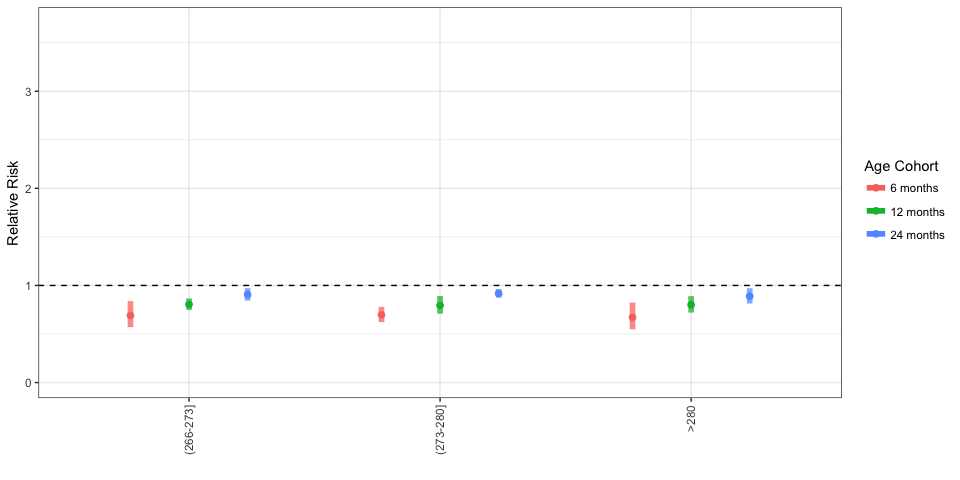 Relative Risk
3
2
1
0
(266-273]
(273-280]
>280
Age Cohort
6 months
12 months
24 months